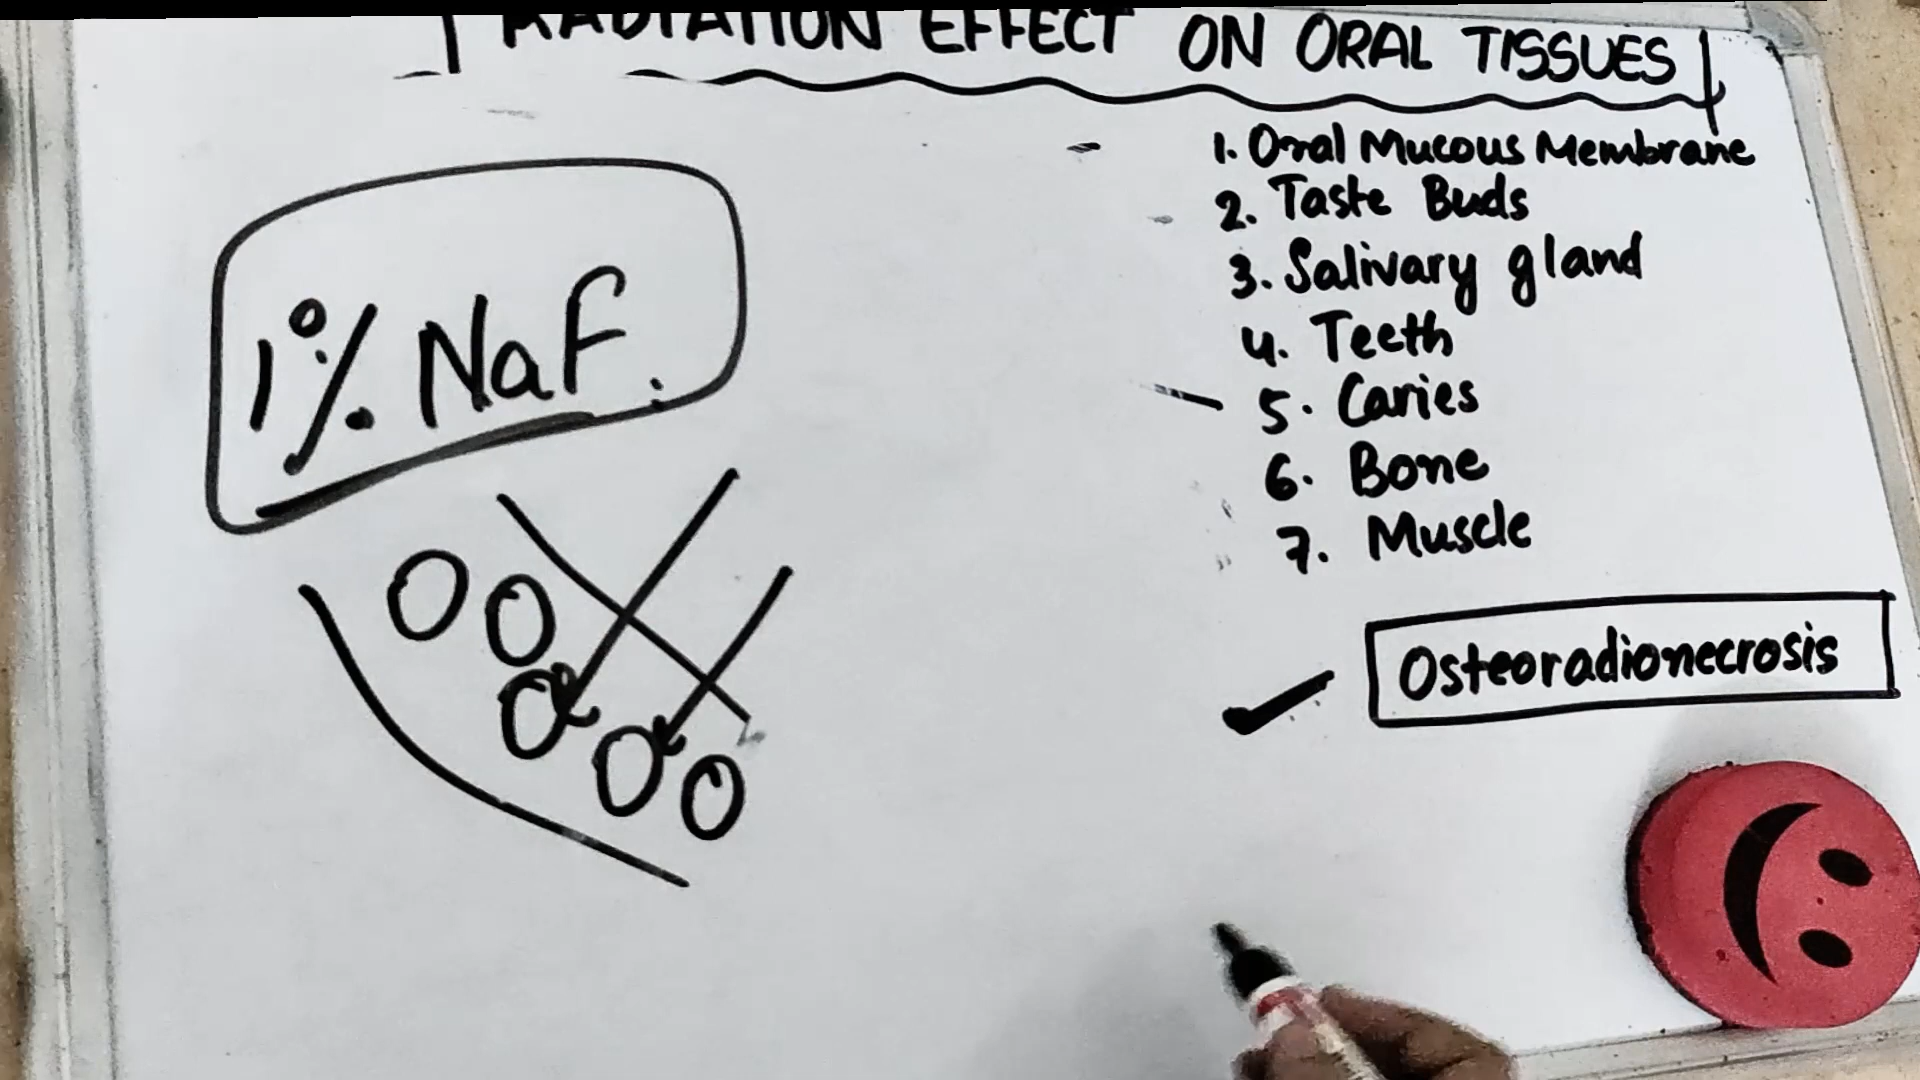 RADIATION EFFECT ON ORAL TISSUES
1. Oral Mucous Membrane
2. Taste Buds
3. Salivary gland
4. Teeth
5. Caries
6. Bone
7. Muscle
Osteoradionecrosis
1% NaF.